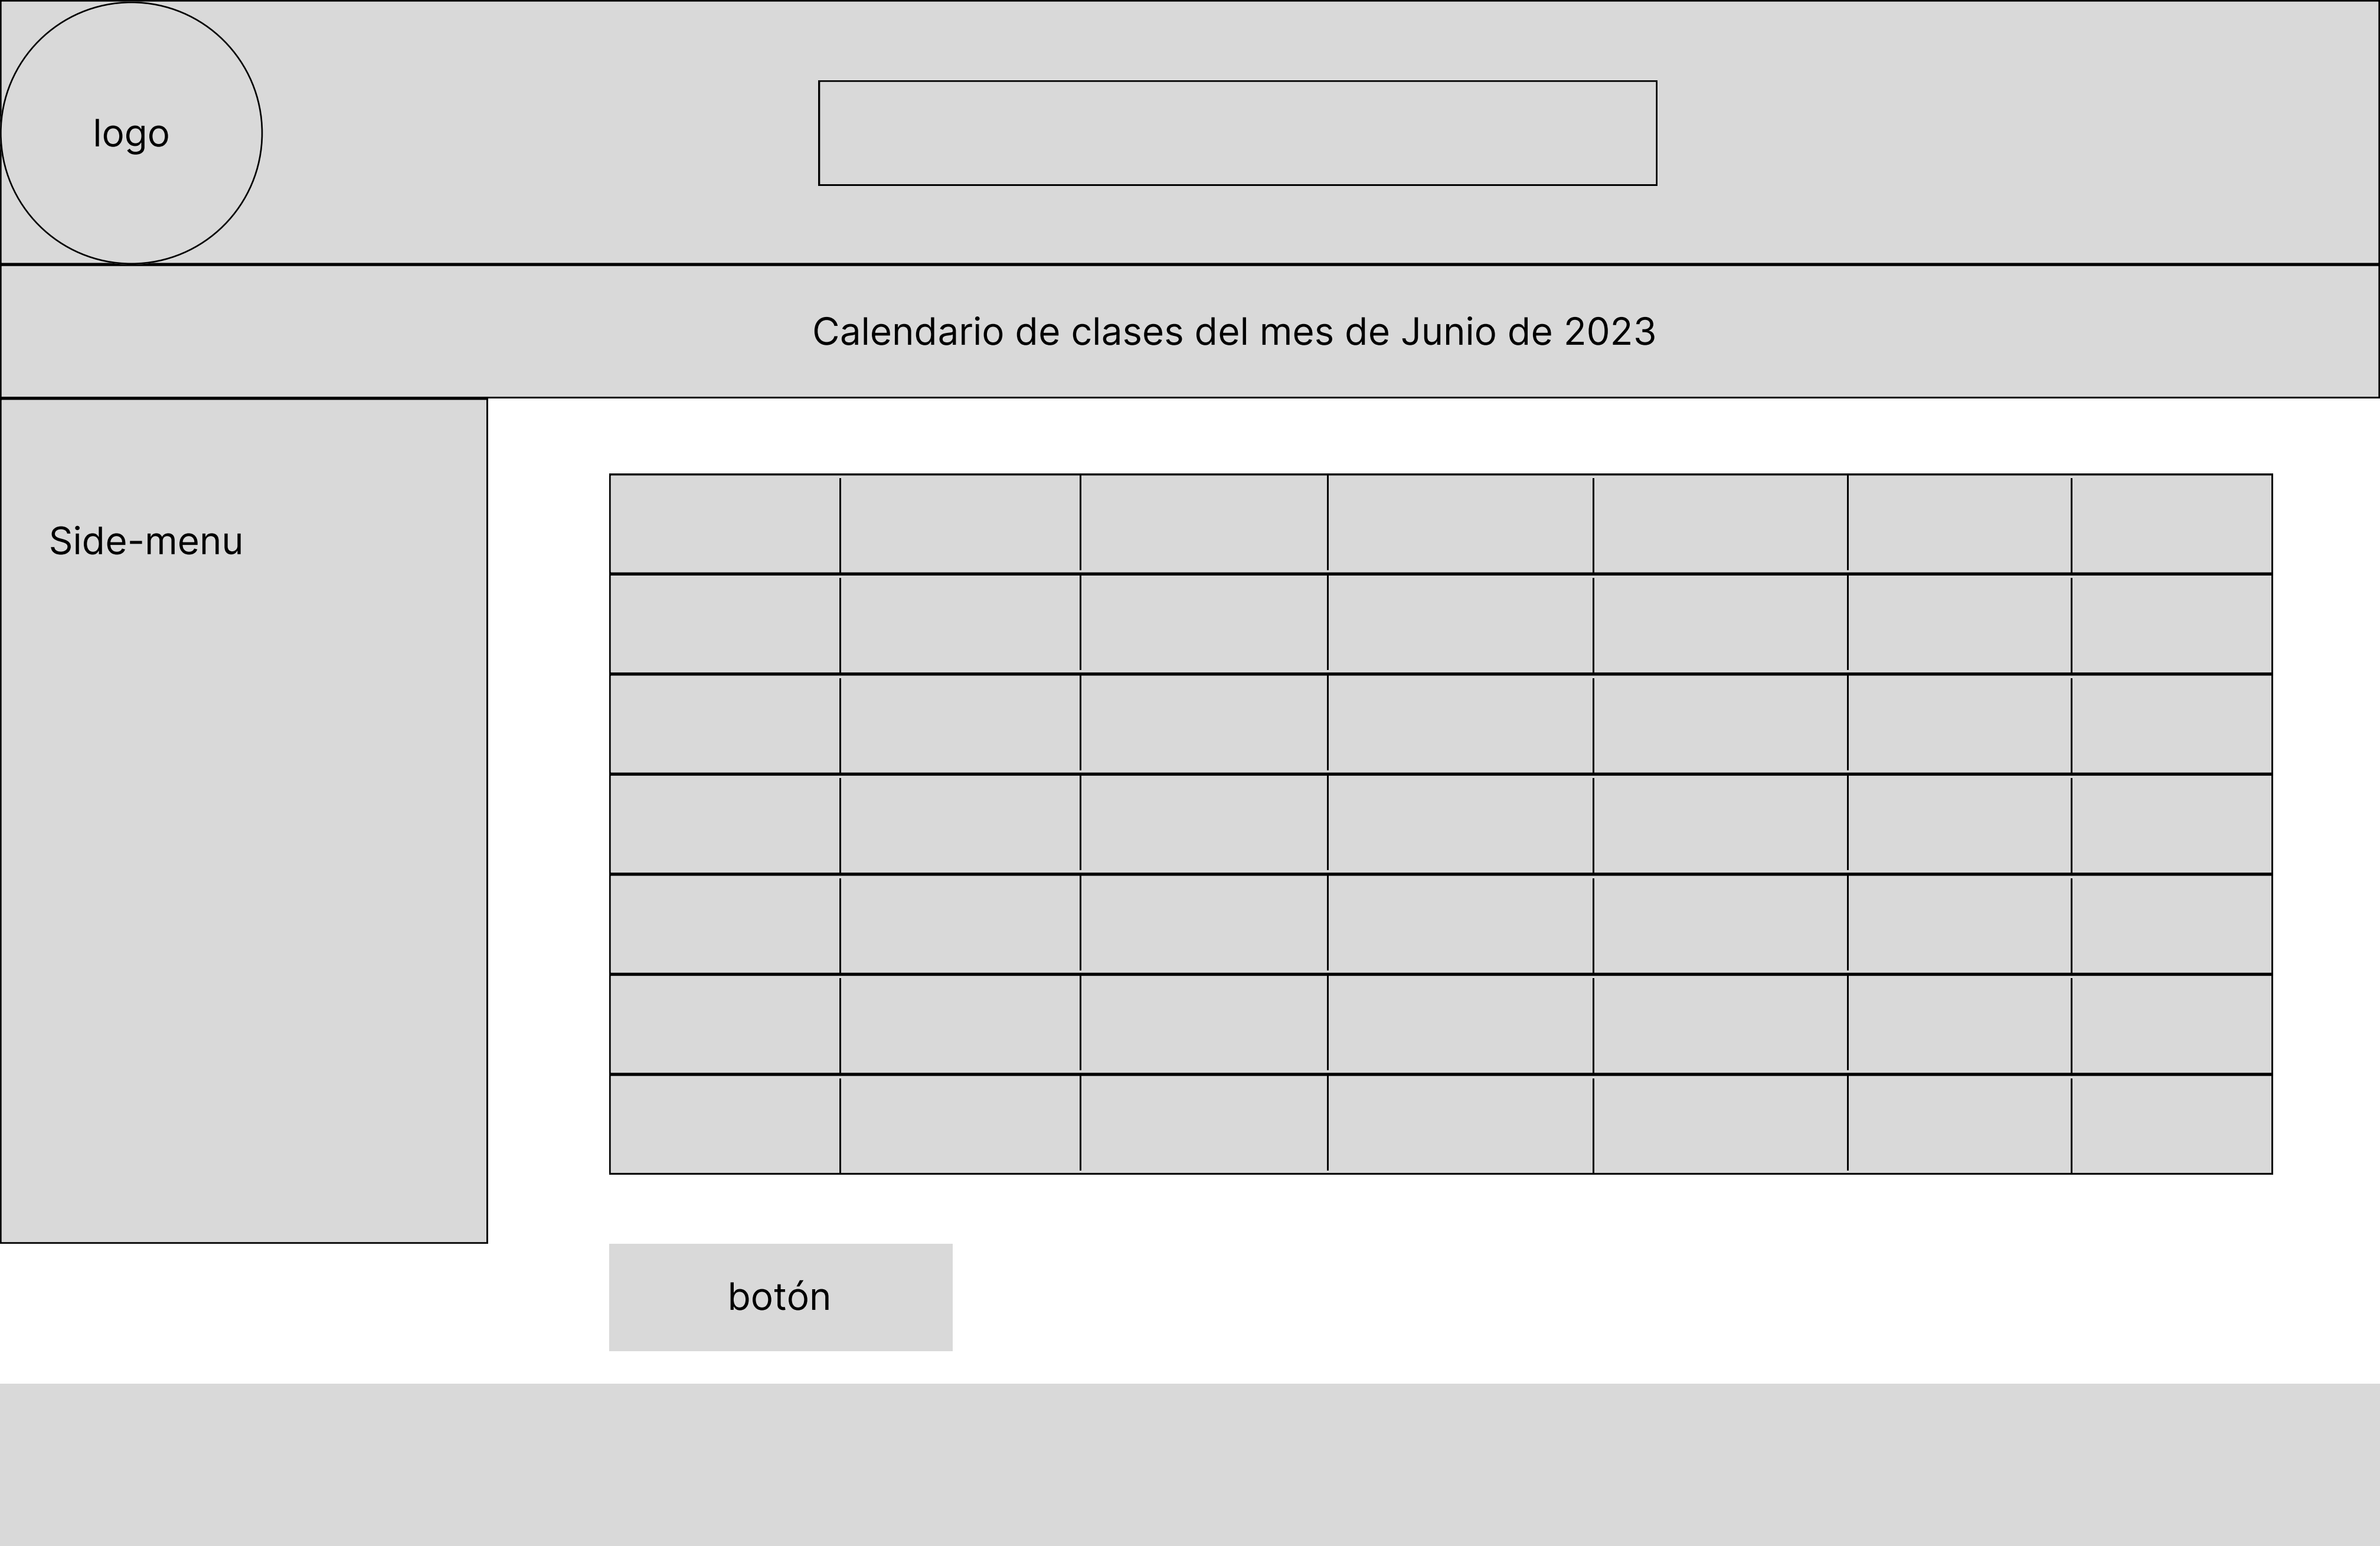 logo
Calendario de clases del mes de Junio de 2023
Side-menu
botón